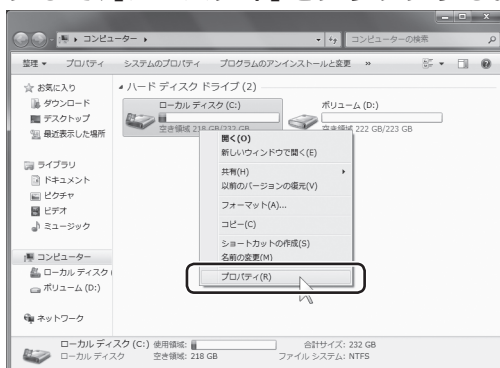 コンピューター
コンピューターの検索
整理 プロパティ システムのプロパティ プログラムのアンインストールと変更 »
お気に入り
ダウンロード
デスクトップ
最近表示した場所
ライブラリ
ドキュメント
ピクチャ
ビデオ
ミュージック
コンピューター
ローカル ディスク (
ボリューム (D:)
ネットワーク
ハード ディスク ドライブ (2)
ローカル ディスク (C:)
空き領域 218 GB/232 GB
ボリューム (D:)
空き領域 222 GB/223 GB
開く(O)
新しいウィンドウで開く(E)
共有(H)
以前のバージョンの復元(V)
フォーマット(A)...
コピー(C)
ショートカットの作成(S)
名前の変更(M)
プロパティ(R)
ローカル ディスク (C:) 使用領域: 合計サイズ: 232 GB
ローカル ディスク 空き領域: 218 GB ファイル システム: NTFS